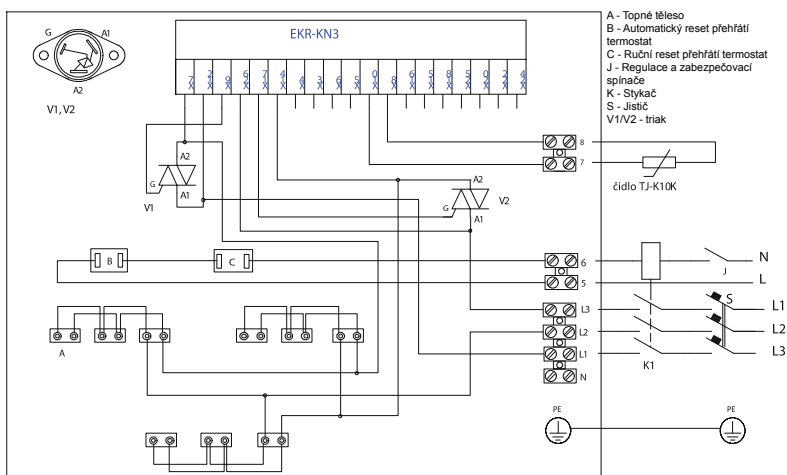 EKR-KN3
G
A1
A2
V1, V2
A - Topné těleso
B - Automatický reset přehřátí
termostat
C - Ruční reset přehřátí termostat
J - Regulace a zabezpečovací
spínače
K - Stykač
S - Jistič
V1/V2 - triak
8
7
čidlo TJ-K10K
A2
G
A1
V1
A2
G
A1
V2
B
C
6
5
J
N
L
A
L3
L2
L1
N
K1
S
L1
L2
L3
PE
PE